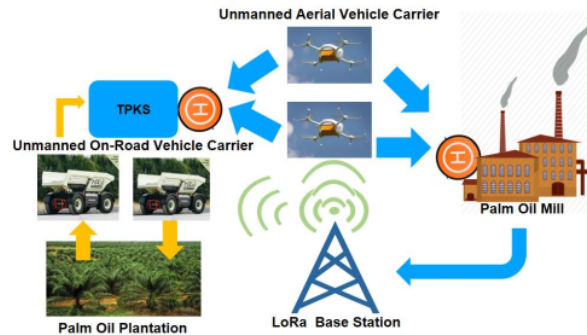 Unmanned Aerial Vehicle Carrier
TPKS
H
H
Unmanned On-Road Vehicle Carrier
Palm Oil Mill
Palm Oil Plantation
LoRa Base Station